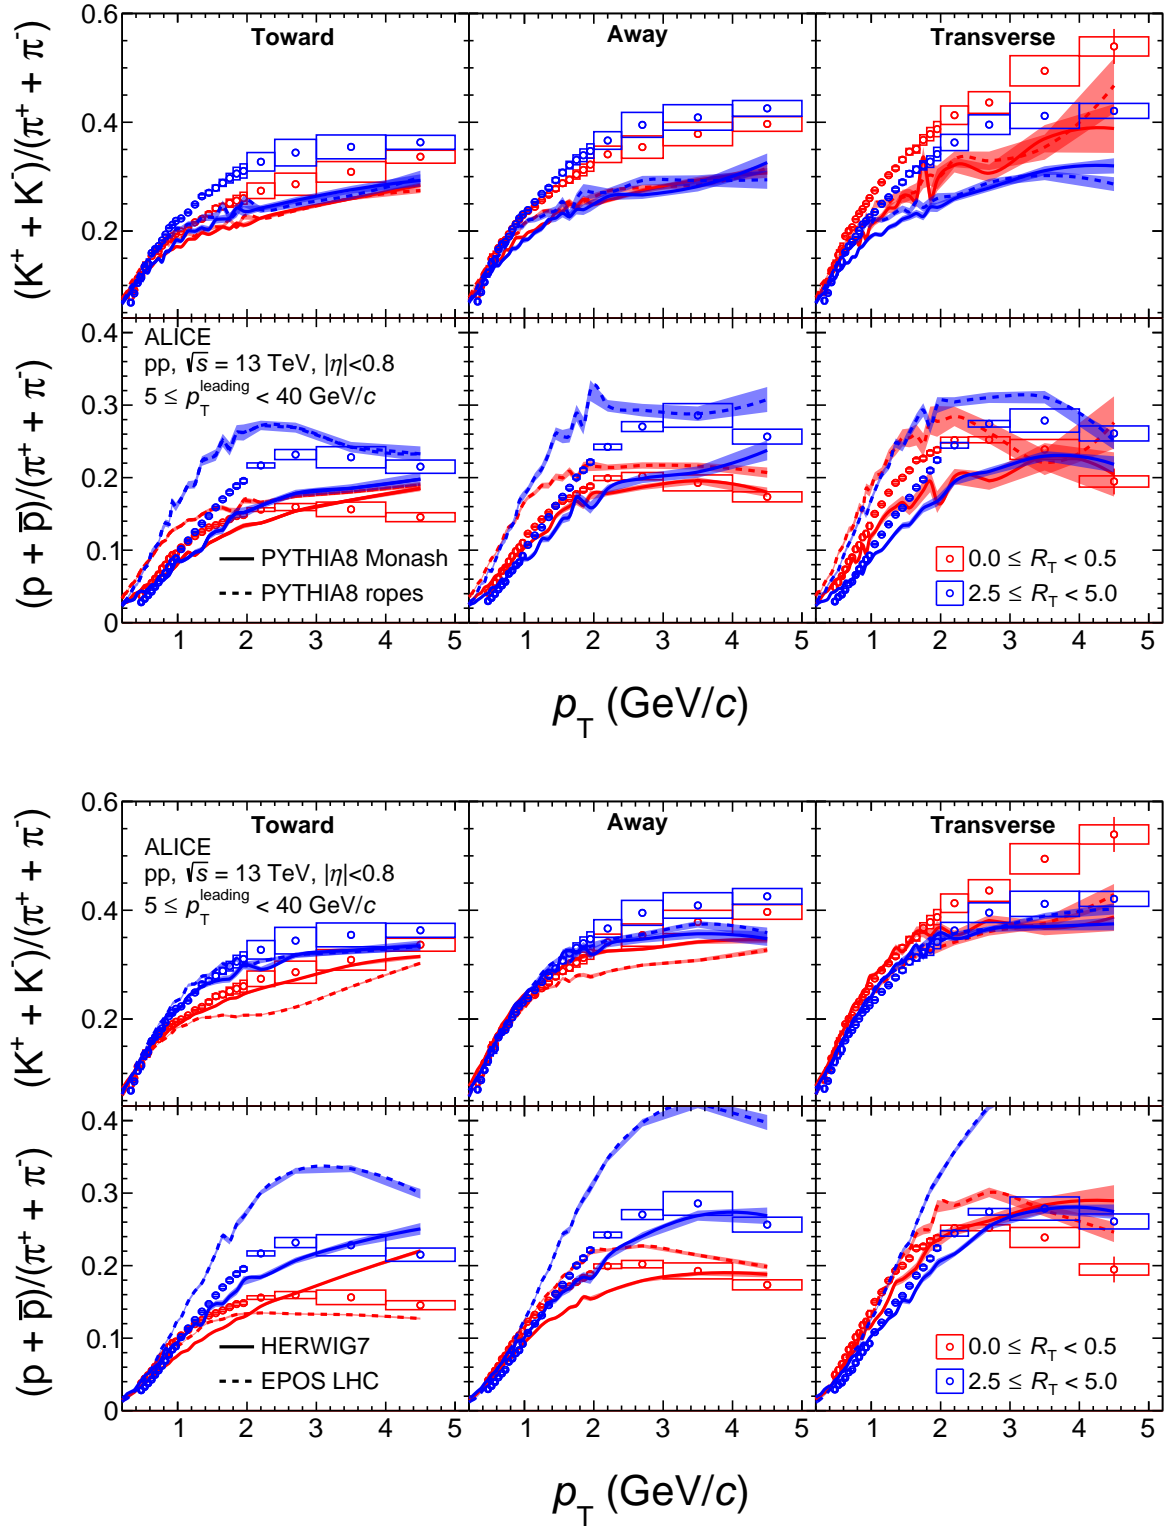 Toward Away Transverse
(K⁺ + K⁻)/(π⁺ + π⁻)
0.6
0.4
0.2
ALICE
pp, √s = 13 TeV, |η|<0.8
5 ≤ p_T^leading < 40 GeV/c
(p + p̄)/(π⁺ + π⁻)
0.4
0.3
0.2
0.1
0
PYTHIA8 Monash
PYTHIA8 ropes
0.0 ≤ R_T < 0.5
2.5 ≤ R_T < 5.0
1 2 3 4 5 1 2 3 4 5 1 2 3 4 5
p_T (GeV/c)
Toward Away Transverse
(K⁺ + K⁻)/(π⁺ + π⁻)
0.6
0.4
0.2
ALICE
pp, √s = 13 TeV, |η|<0.8
5 ≤ p_T^leading < 40 GeV/c
(p + p̄)/(π⁺ + π⁻)
0.4
0.3
0.2
0.1
0
HERWIG7
EPOS LHC
0.0 ≤ R_T < 0.5
2.5 ≤ R_T < 5.0
1 2 3 4 5 1 2 3 4 5 1 2 3 4 5
p_T (GeV/c)